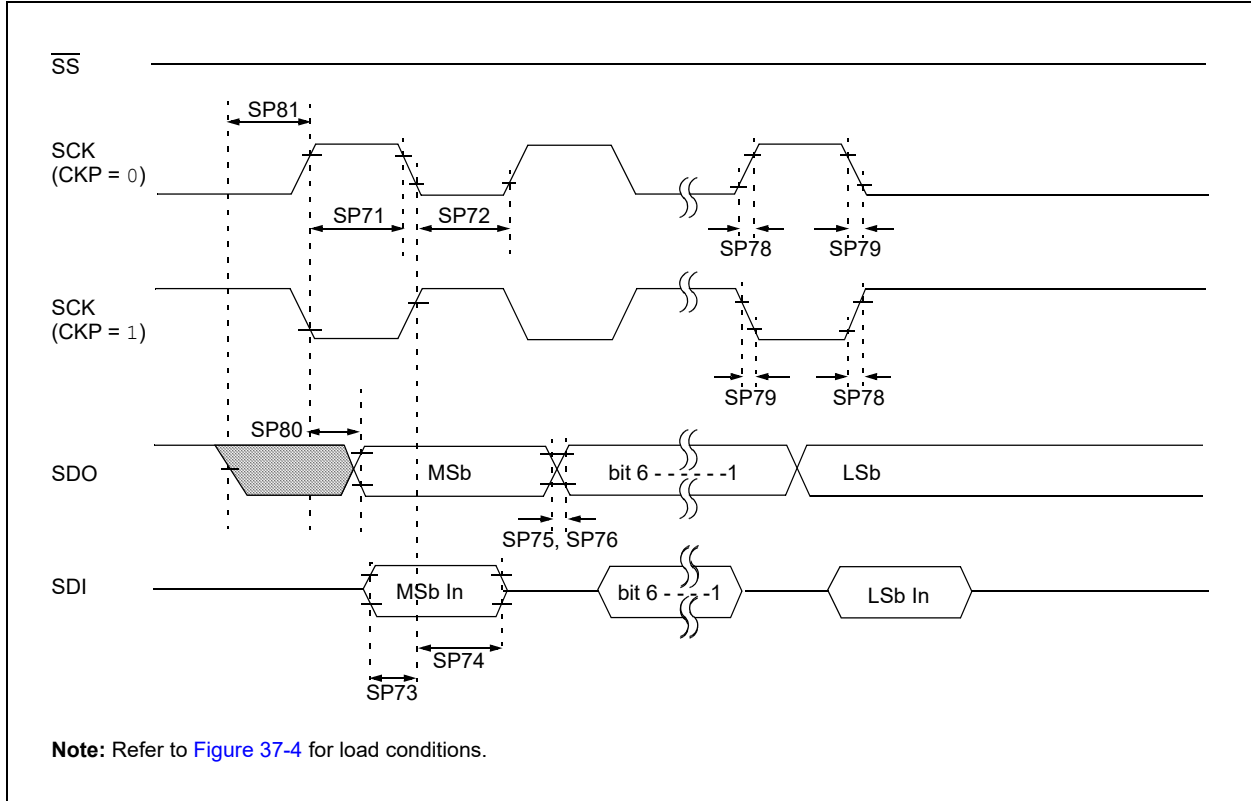 SS
SP81
SCK
(CKP = 0)
SP71
SP72
SP78
SP79
SCK
(CKP = 1)
SP79
SP78
SP80
SDO
MSb
bit 6 - - - - - - -1
LSb
SP75, SP76
SDI
MSb In
bit 6 - - - - -1
LSb In
SP74
SP73
Note: Refer to Figure 37-4 for load conditions.